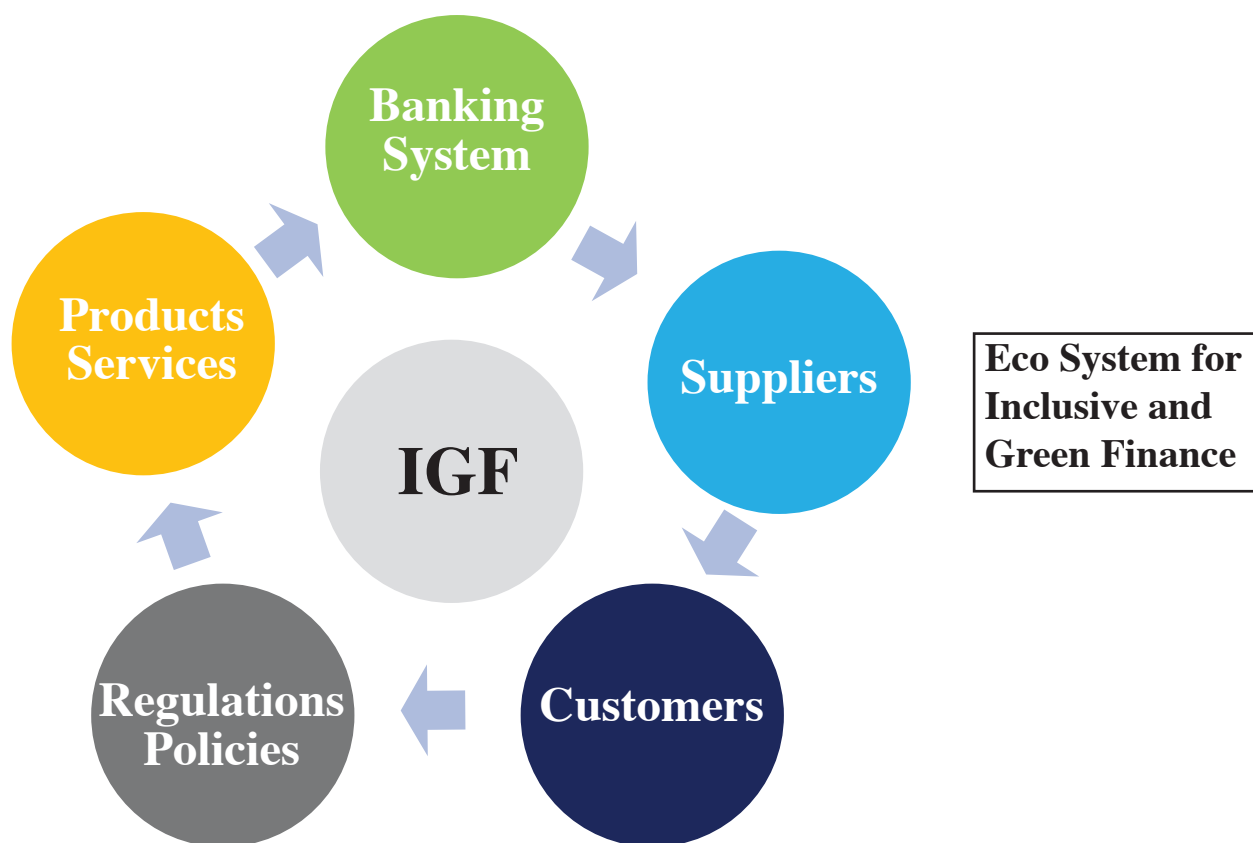 Banking
System
Products
Services
Suppliers
Eco System for
Inclusive and
Green Finance
IGF
Regulations
Policies
Customers